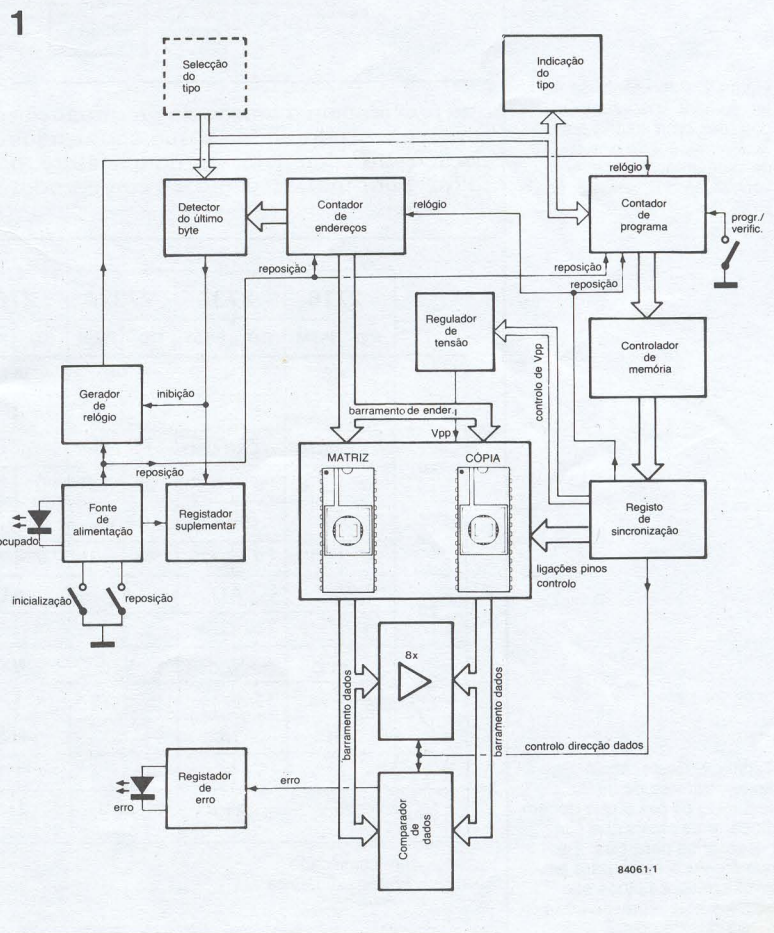 1
Selecção
do
tipo
Indicação
do
tipo
relógio
Detector
do último
byte
Contador
de
endereços
relógio
Contador
de
programa
progr./
verific.
reposição
reposição
reposição
Regulador
de
tensão
controlo de Vpp
Controlador
de
memória
Gerador
de
relógio
inibição
barramento de ender.
Vpp
reposição
MATRIZ
CÓPIA
Fonte
de
alimentação
Registador
suplementar
Registo
de
sincronização
ocupado
ligações pinos
controlo
inicialização
reposição
8x
barramento dados
barramento dados
controlo direcção dados
Registador
de
erro
erro
erro
Comparador
de
dados
84061-1